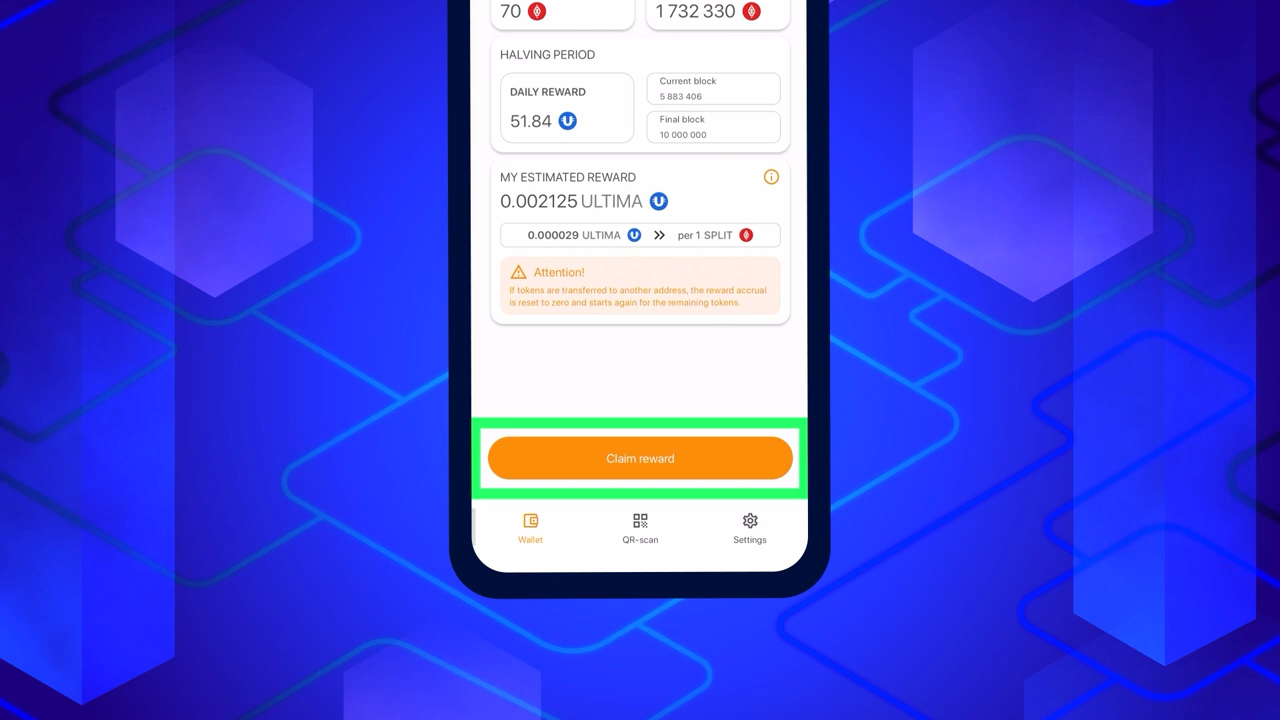 70
1 732 330
HALVING PERIOD
DAILY REWARD
51.84
Current block
5 883 406
Final block
10 000 000
MY ESTIMATED REWARD
0.002125 ULTIMA
0.000029 ULTIMA
per 1 SPLIT
Attention!
If tokens are transferred to another address, the reward accrual
is reset to zero and starts again for the remaining tokens.
Claim reward
Wallet
QR-scan
Settings